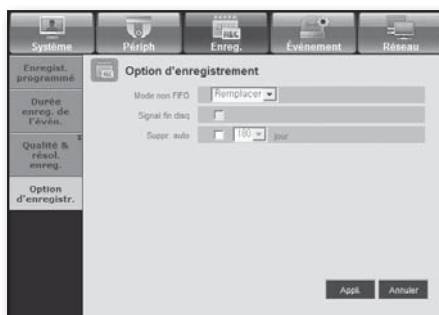 Système Périph Enreg. Événement Réseau
REC
Enregist.
programmé
Durée
enreg. de
l'évén.
Qualité &
résol.
enreg.
Option
d'enregistr.
Option d'enregistrement
Mode non FIFO Remplacer
Signal fin disq
Suppr. auto 180 jour
Appl. Annuler